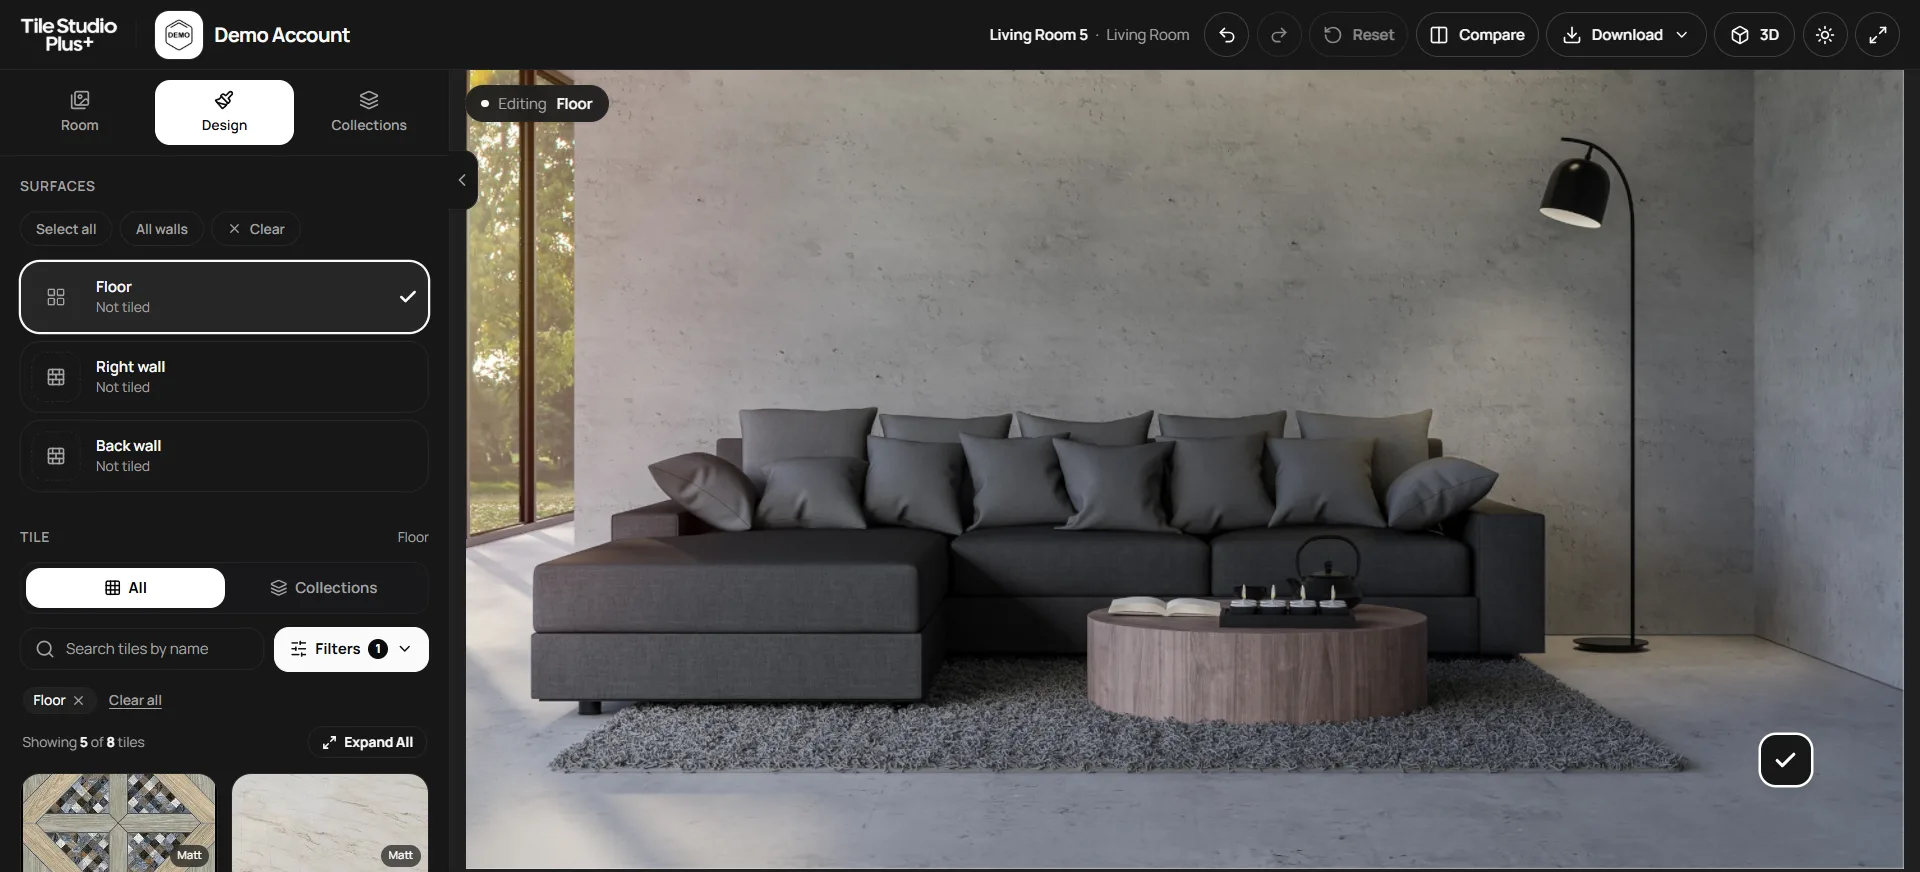 Tile Studio
Plus+
DEMO
Demo Account
Living Room 5 · Living Room
Reset
Compare
Download
3D
Room
Design
Collections
Editing Floor
SURFACES
Select all
All walls
Clear
Floor
Not tiled
Right wall
Not tiled
Back wall
Not tiled
TILE
Floor
All
Collections
Search tiles by name
Filters 1
Floor
Clear all
Showing 5 of 8 tiles
Expand All
Matt
Matt